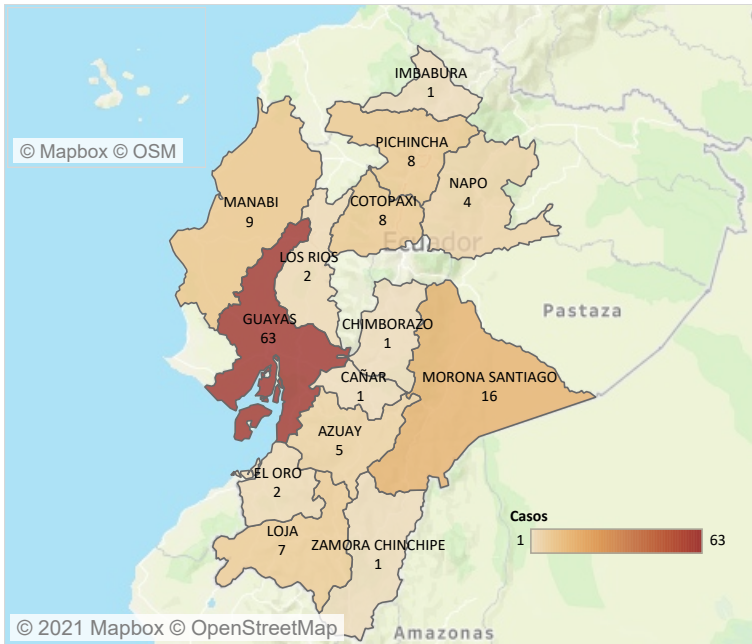 IMBABURA
1
© Mapbox © OSM
PICHINCHA
8
NAPO
4
MANABI
9
COTOPAXI
8
Ecuador
LOS RIOS
2
Pastaza
GUAYAS
63
CHIMBORAZO
1
CAÑAR
1
MORONA SANTIAGO
16
AZUAY
5
EL ORO
2
Casos
1
63
LOJA
7
ZAMORA CHINCHIPE
1
© 2021 Mapbox © OpenStreetMap
Amazonas